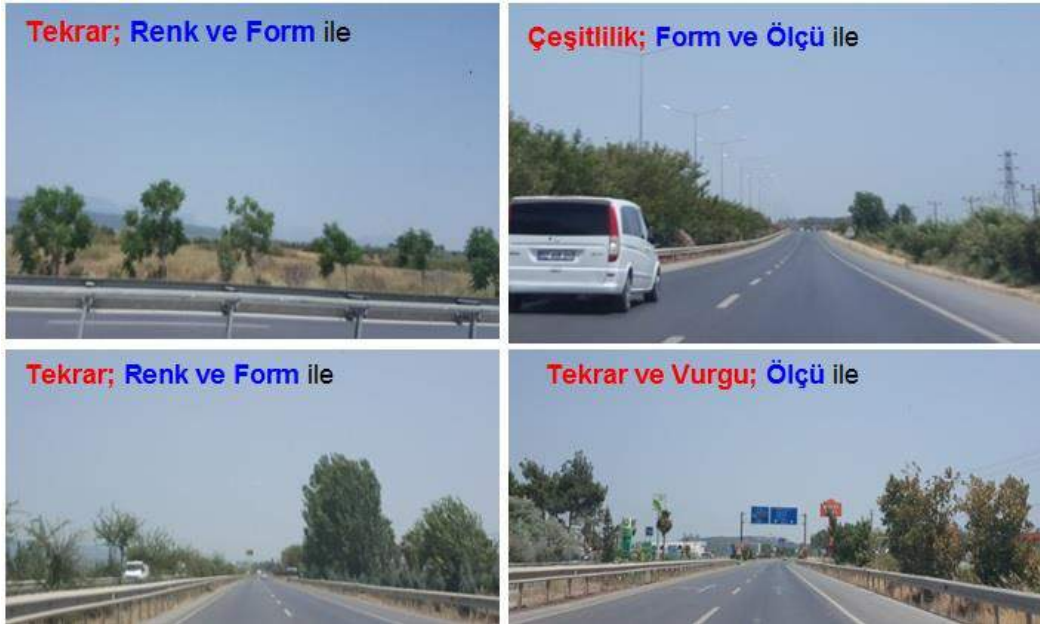 Tekrar; Renk ve Form ile
Çeşitlilik; Form ve Ölçü ile
Tekrar; Renk ve Form ile
Tekrar ve Vurgu; Ölçü ile